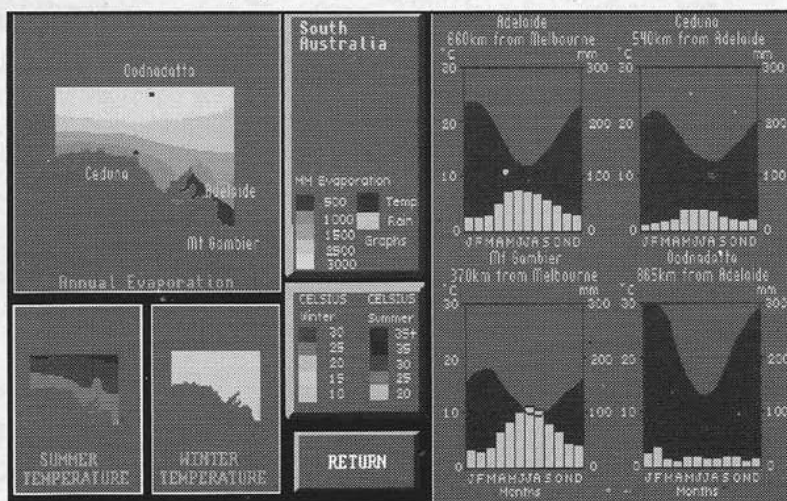 Oodnadatta
Ceduna
Adelaide
Mt Gambier
Annual Evaporation
SUMMER
TEMPERATURE
WINTER
TEMPERATURE
South
Australia
MM Evaporation
500
1000
1500
2500
3000
Temp
Rain
Graphs
CELSIUS CELSIUS
Winter Summer
30 35+
25 35
20 30
15 25
10 20
RETURN
Adelaide
660km from Melbourne
°C mm
20 300
200
10 100
0 0
JFMAMJJASOND
Ceduna
540km from Adelaide
°C mm
20 300
200
10 100
0 0
JFMAMJJASOND
Mt Gambier
370km from Melbourne
°C mm
30 300
20 200
10 100
0 0
JFMAMJJASOND
Months
Oodnadatta
865km from Adelaide
°C mm
30 300
20 200
10 100
0 0
JFMAMJJASOND
Months